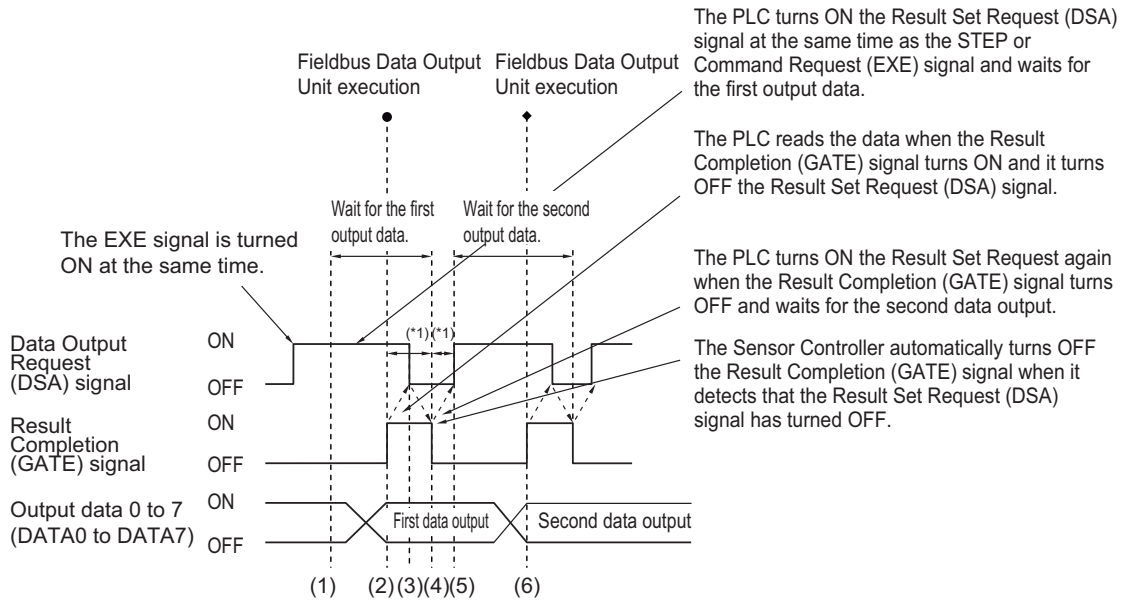 The PLC turns ON the Result Set Request (DSA)
signal at the same time as the STEP or
Command Request (EXE) signal and waits for
the first output data.
Fieldbus Data Output
Unit execution
Fieldbus Data Output
Unit execution
The PLC reads the data when the Result
Completion (GATE) signal turns ON and it turns
OFF the Result Set Request (DSA) signal.
Wait for the first
output data.
Wait for the second
output data.
The EXE signal is turned
ON at the same time.
The PLC turns ON the Result Set Request again
when the Result Completion (GATE) signal turns
OFF and waits for the second data output.
The Sensor Controller automatically turns OFF
the Result Completion (GATE) signal when it
detects that the Result Set Request (DSA)
signal has turned OFF.
Data Output
Request
(DSA) signal
ON
OFF
(*1)
(*1)
Result
Completion
(GATE) signal
ON
OFF
Output data 0 to 7
(DATA0 to DATA7)
ON
OFF
First data output
Second data output
(1)
(2)
(3)
(4)
(5)
(6)